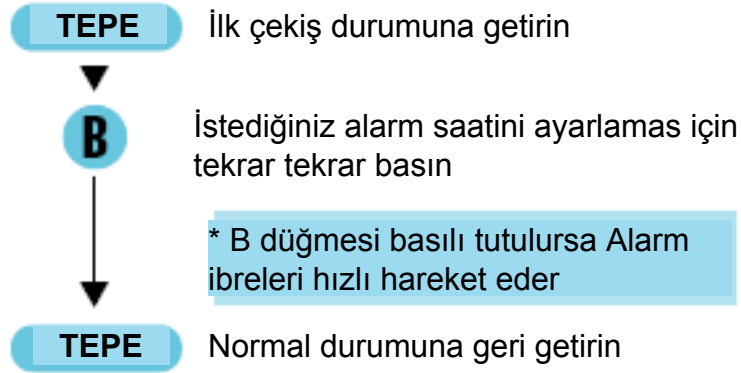 TEPE İlk çekiş durumuna getirin
B İstediğiniz alarm saatini ayarlamas için
tekrar tekrar basın
* B düğmesi basılı tutulursa Alarm
ibreleri hızlı hareket eder
TEPE Normal durumuna geri getirin